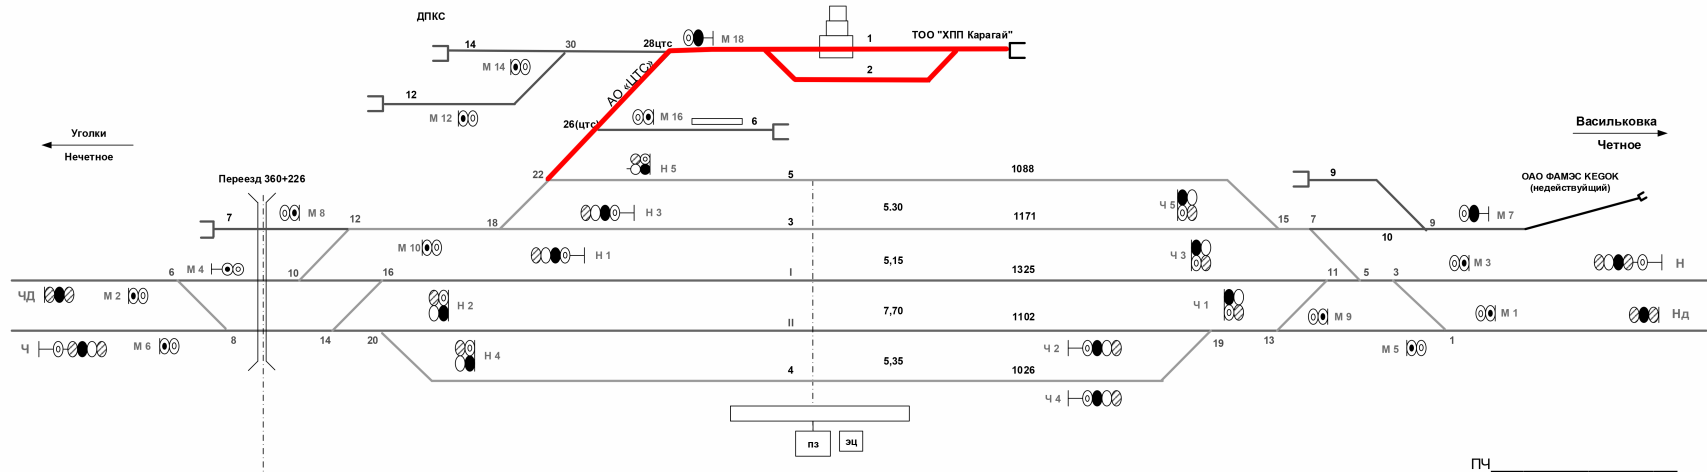 ДПКС
14
30
28цтс
М 18
1
ТОО "ХПП Карагай"
М 14
2
12
АО «ЦТС»
М 12
26(цтс)
М 16
6
Уголки
Нечетное
Васильковка
Четное
Переезд 360+226
22
Н 5
5
1088
9
ОАО ФАМЭС KEGOK
(недействуйщий)
7
М 8
12
18
Н 3
5.30
3
1171
Ч 5
15
7
9
М 7
10
М 10
Н 1
5,15
Ч 3
М 3
Н
6
М 4
10
16
I
1325
11
5
3
ЧД
М 2
Н 2
7,70
Ч 1
М 9
М 1
Нд
II
1102
Ч
М 6
8
14
20
Н 4
5,35
Ч 2
19
13
М 5
1
4
1026
Ч 4
пз
эц
ПЧ